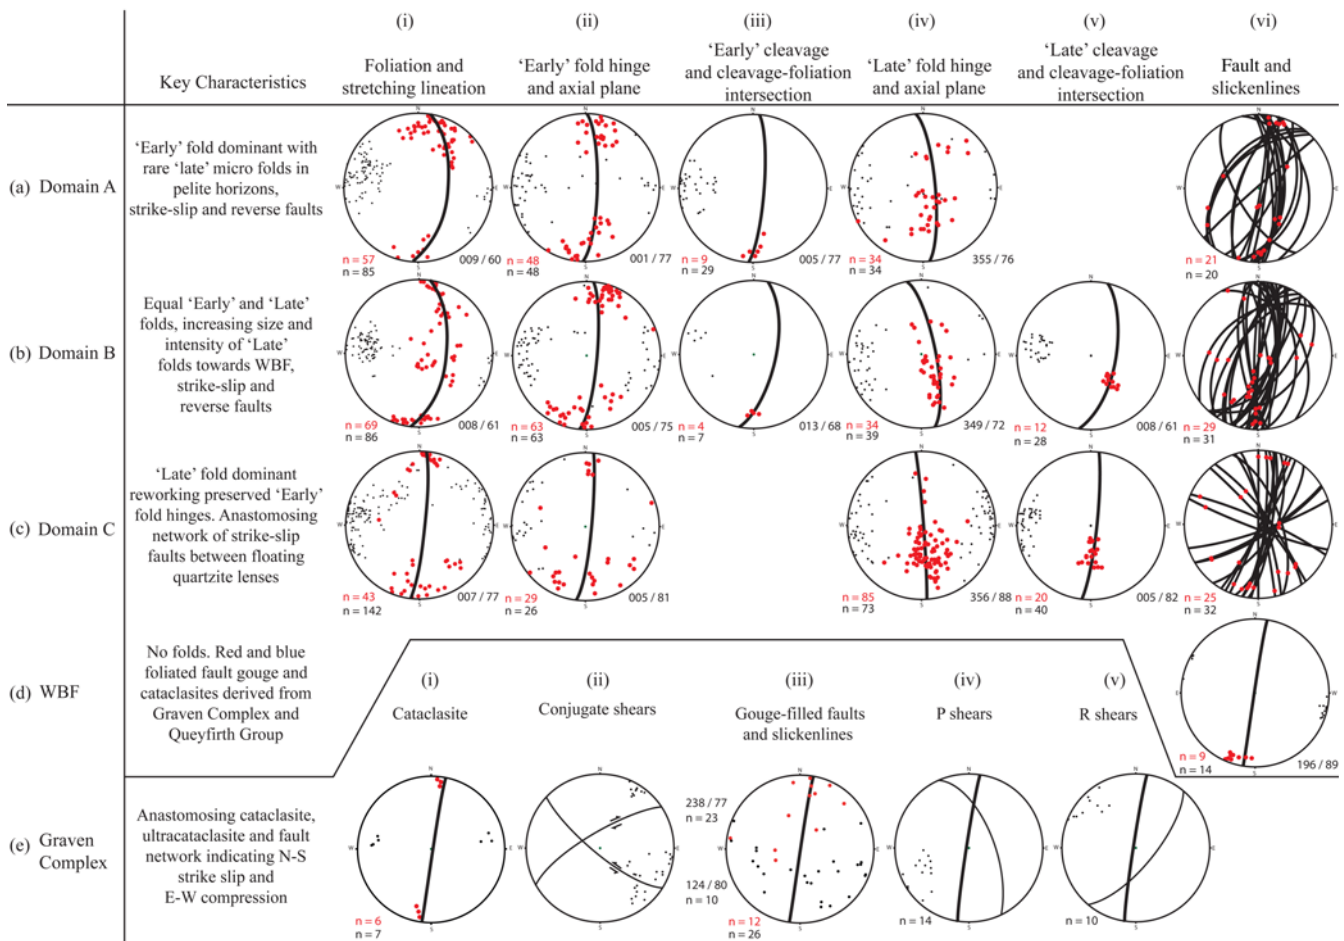 (i) (ii) (iii) (iv) (v) (vi)
Key Characteristics
Foliation and
stretching lineation
'Early' fold hinge
and axial plane
'Early' cleavage
and cleavage-foliation
intersection
'Late' fold hinge
and axial plane
'Late' cleavage
and cleavage-foliation
intersection
Fault and
slickenlines
(a) Domain A
'Early' fold dominant with
rare 'late' micro folds in
pelite horizons,
strike-slip and reverse faults
N
W E
S
n = 57
n = 85
009 / 60
N
W E
S
n = 48
n = 48
001 / 77
N
W E
S
n = 9
n = 29
005 / 77
N
W E
S
n = 34
n = 34
355 / 76
N
W E
S
n = 21
n = 20
(b) Domain B
Equal 'Early' and 'Late'
folds, increasing size and
intensity of 'Late'
folds towards WBF,
strike-slip and
reverse faults
N
W E
S
n = 69
n = 86
008 / 61
N
W E
S
n = 63
n = 63
005 / 75
N
W E
S
n = 4
n = 7
013 / 68
N
W E
S
n = 34
n = 39
349 / 72
N
W E
S
n = 12
n = 28
008 / 61
N
W E
S
n = 29
n = 31
(c) Domain C
'Late' fold dominant
reworking preserved 'Early'
fold hinges. Anastomosing
network of strike-slip
faults between floating
quartzite lenses
N
W E
S
n = 43
n = 142
007 / 77
N
W E
S
n = 29
n = 26
005 / 81
N
W E
S
n = 85
n = 73
356 / 88
N
W E
S
n = 20
n = 40
005 / 82
N
W E
S
n = 25
n = 32
(d) WBF
No folds. Red and blue
foliated fault gouge and
cataclasites derived from
Graven Complex and
Queyfirth Group
N
E W
S
n = 9
n = 14
196 / 89
(i) (ii) (iii) (iv) (v)
Cataclasite
Conjugate shears
Gouge-filled faults
and slickenlines
P shears
R shears
(e) Graven
Complex
Anastomosing cataclasite,
ultracataclasite and fault
network indicating N-S
strike slip and
E-W compression
N
W E
S
n = 6
n = 7
N
W E
S
238 / 77
n = 23
124 / 80
n = 10
N
W E
S
n = 12
n = 26
N
W E
S
n = 14
N
W E
S
n = 10